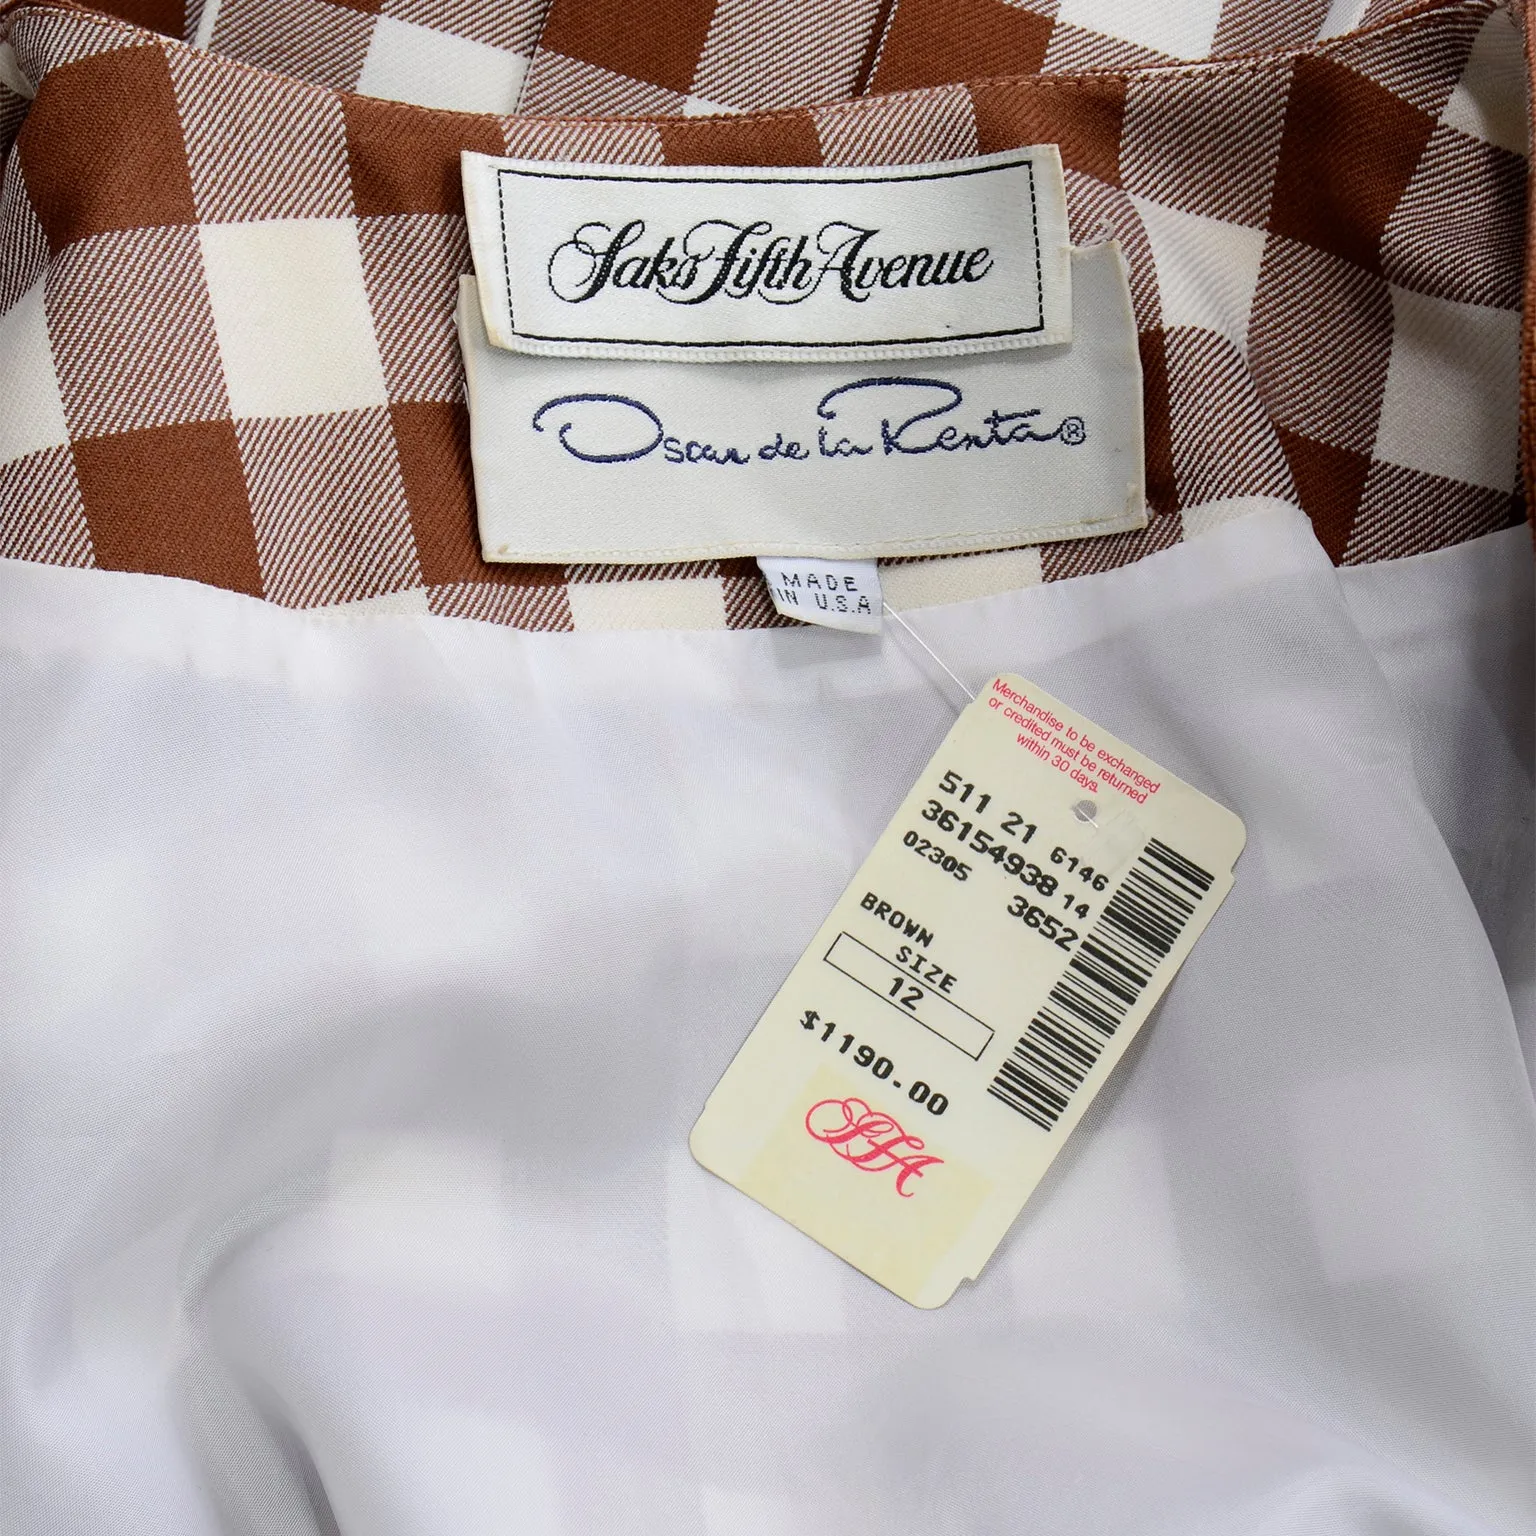 Saks Fifth Avenue
Oscar de la Renta®
MADE
IN U.S.A
Merchandise to be exchanged
or credited must be returned
within 30 days.
511 21 6146
36154938 14
02305 3652
BROWN
SIZE
12
$1190.00
SFA